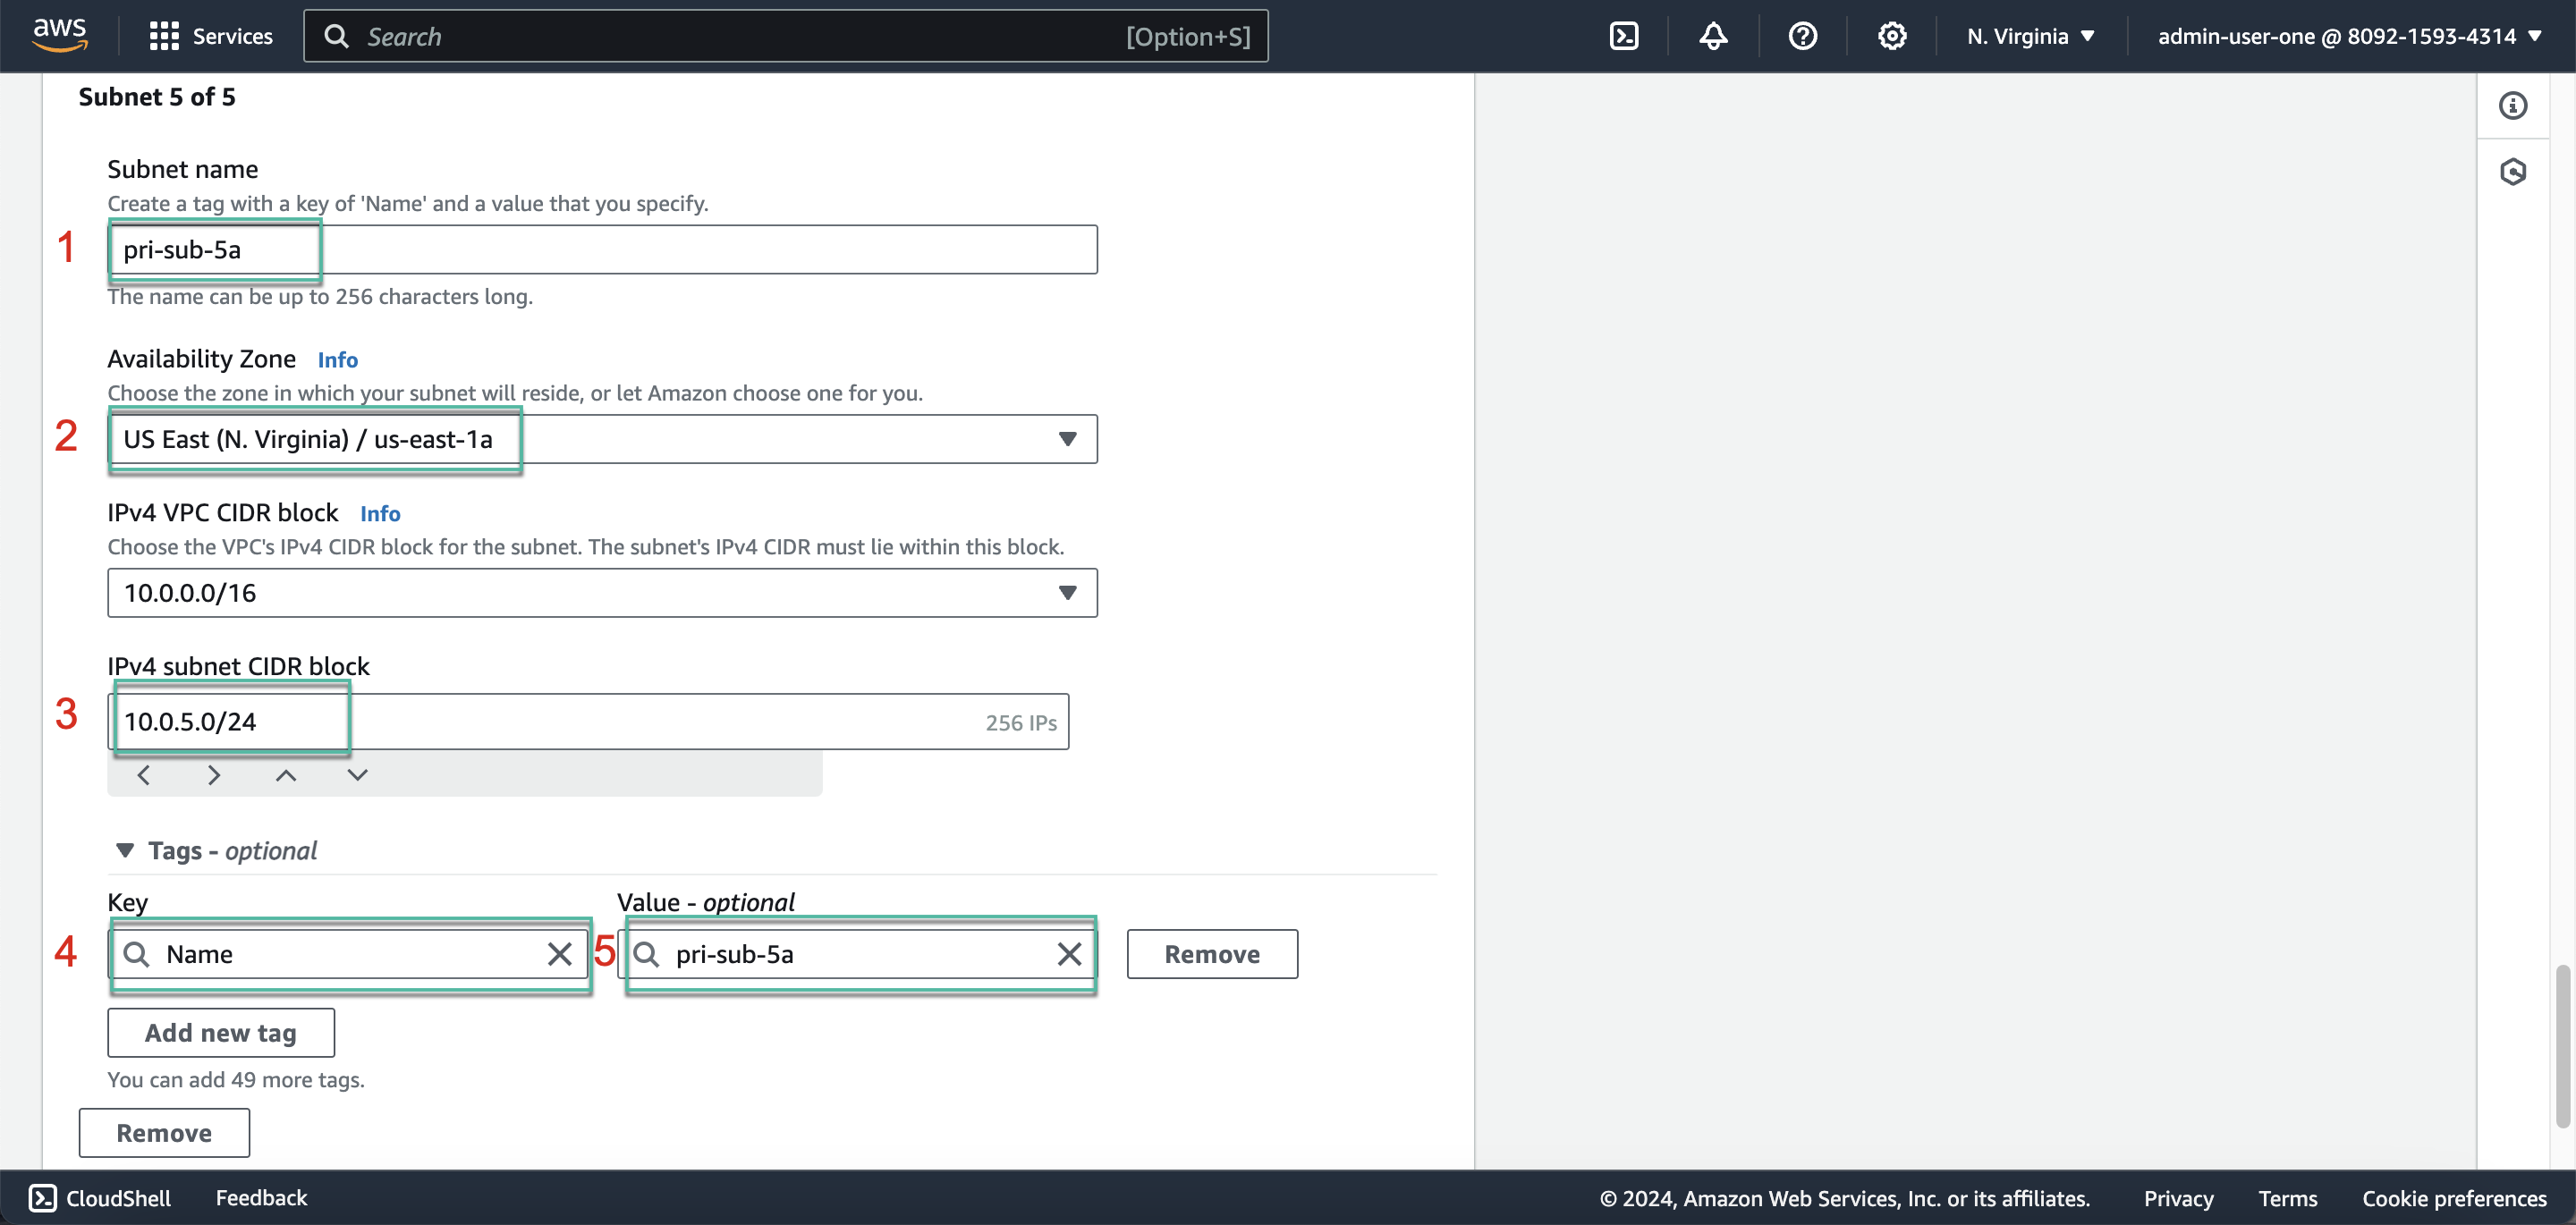 aws Services Search [Option+S] N. Virginia admin-user-one @ 8092-1593-4314
Subnet 5 of 5
Subnet name
Create a tag with a key of 'Name' and a value that you specify.
1 pri-sub-5a
The name can be up to 256 characters long.
Availability Zone Info
Choose the zone in which your subnet will reside, or let Amazon choose one for you.
2 US East (N. Virginia) / us-east-1a
IPv4 VPC CIDR block Info
Choose the VPC's IPv4 CIDR block for the subnet. The subnet's IPv4 CIDR must lie within this block.
10.0.0.0/16
IPv4 subnet CIDR block
3 10.0.5.0/24 256 IPs
Tags - optional
Key Value - optional
4 Name 5 pri-sub-5a Remove
Add new tag
You can add 49 more tags.
Remove
CloudShell Feedback © 2024, Amazon Web Services, Inc. or its affiliates. Privacy Terms Cookie preferences